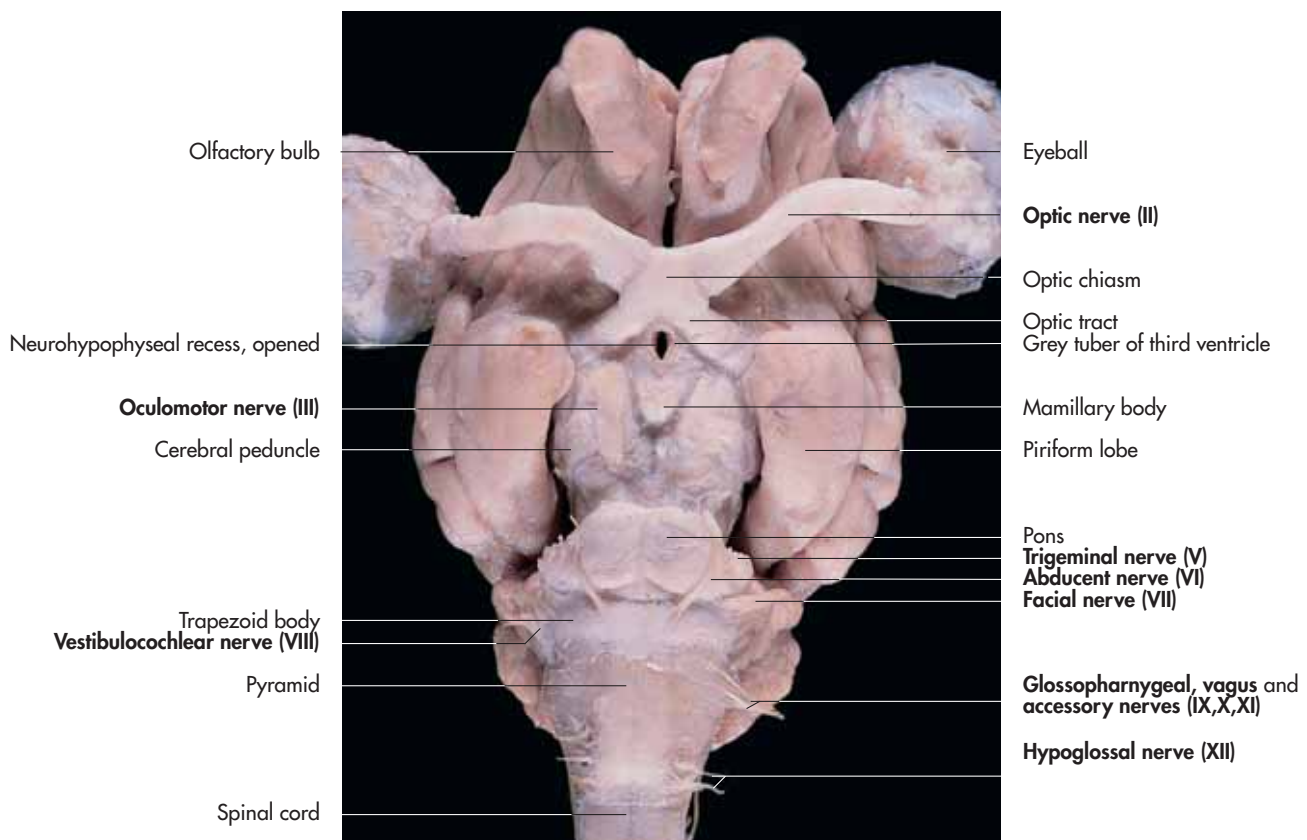 Olfactory bulb
Neurohypophyseal recess, opened
Oculomotor nerve (III)
Cerebral peduncle
Trapezoid body
Vestibulocochlear nerve (VIII)
Pyramid
Spinal cord
Eyeball
Optic nerve (II)
Optic chiasm
Optic tract
Grey tuber of third ventricle
Mamillary body
Piriform lobe
Pons
Trigeminal nerve (V)
Abducent nerve (VI)
Facial nerve (VII)
Glossopharnygeal, vagus and
accessory nerves (IX,X,XI)
Hypoglossal nerve (XII)